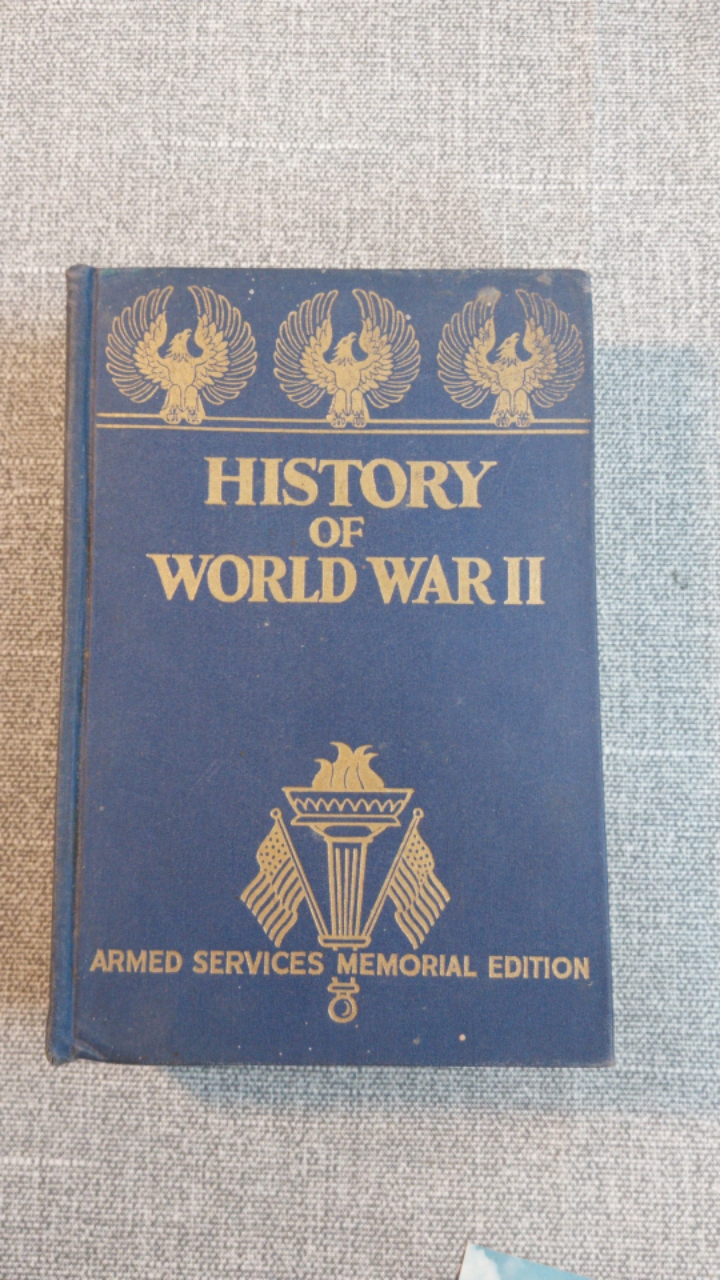 HISTORY
OF
WORLD WAR II
ARMED SERVICES MEMORIAL EDITION